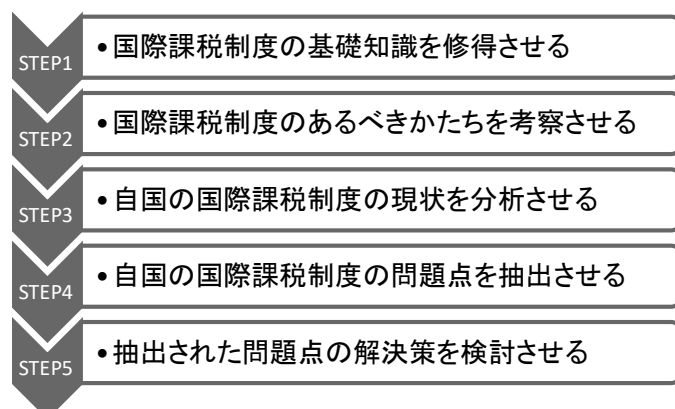 STEP1
•国際課税制度の基礎知識を修得させる
STEP2
•国際課税制度のあるべきかたちを考察させる
STEP3
•自国の国際課税制度の現状を分析させる
STEP4
•自国の国際課税制度の問題点を抽出させる
STEP5
•抽出された問題点の解決策を検討させる